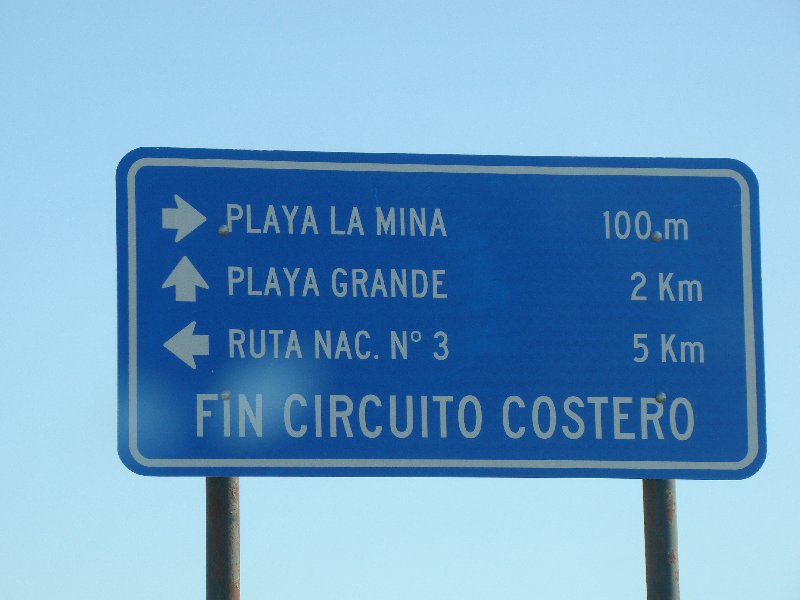 PLAYA LA MINA 100 m
PLAYA GRANDE 2 Km
RUTA NAC. N° 3 5 Km
FIN CIRCUITO COSTERO